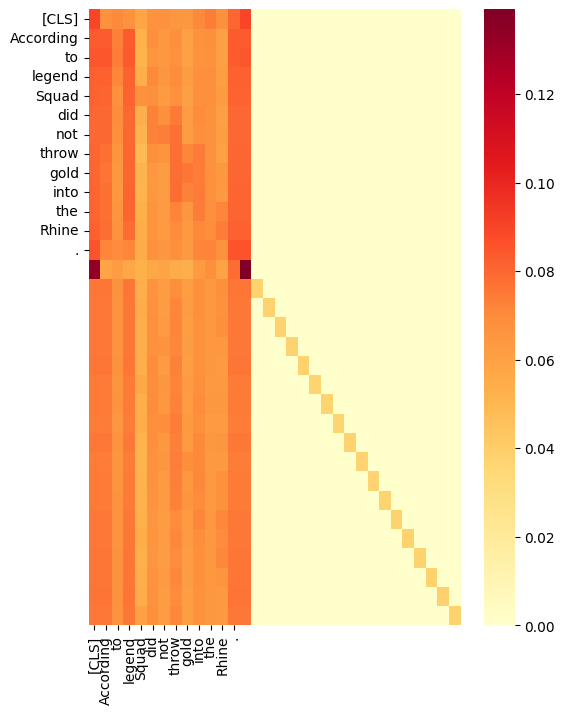 [CLS]
According
to
legend
Squad
did
not
throw
gold
into
the
Rhine
.
0.12
0.10
0.08
0.06
0.04
0.02
0.00
[CLS]
According
to
legend
Squad
did
not
throw
gold
into
the
Rhine
.